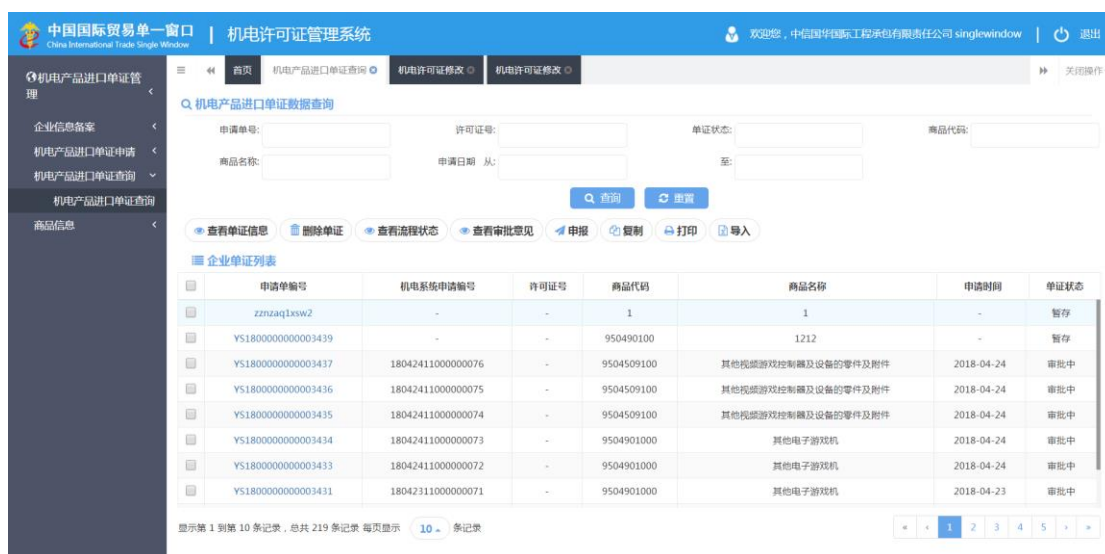 中国国际贸易单一窗口 | 机电许可证管理系统
China International Trade Single Window
欢迎您，中信国华国际工程承包有限责任公司 singlewindow | 退出
机电产品进口单证管理
企业信息备案
机电产品进口单证申请
机电产品进口单证查询
机电产品进口单证查询
商品信息
首页 机电产品进口单证查询 机电许可证修改 机电许可证修改 关闭操作
机电产品进口单证数据查询
申请单号: 许可证号: 单证状态: 商品代码:
商品名称: 申请日期 从: 至:
查询 重置
查看单证信息 删除单证 查看流程状态 查看审批意见 申报 复制 打印 导入
企业单证列表
申请单编号 机电系统申请编号 许可证号 商品代码 商品名称 申请时间 单证状态
zznzaq1xsw2 - - 1 1 - 暂存
YS1800000000003439 - - 950490100 1212 - 暂存
YS1800000000003437 18042411000000076 - 9504509100 其他视频游戏控制器及设备的零件及附件 2018-04-24 审批中
YS1800000000003436 18042411000000075 - 9504509100 其他视频游戏控制器及设备的零件及附件 2018-04-24 审批中
YS1800000000003435 18042411000000074 - 9504509100 其他视频游戏控制器及设备的零件及附件 2018-04-24 审批中
YS1800000000003434 18042411000000073 - 9504901000 其他电子游戏机 2018-04-24 审批中
YS1800000000003433 18042411000000072 - 9504901000 其他电子游戏机 2018-04-24 审批中
YS1800000000003431 18042311000000071 - 9504901000 其他电子游戏机 2018-04-23 审批中
显示第 1 到第 10 条记录，总共 219 条记录 每页显示 10 条记录
« ‹ 1 2 3 4 5 › »